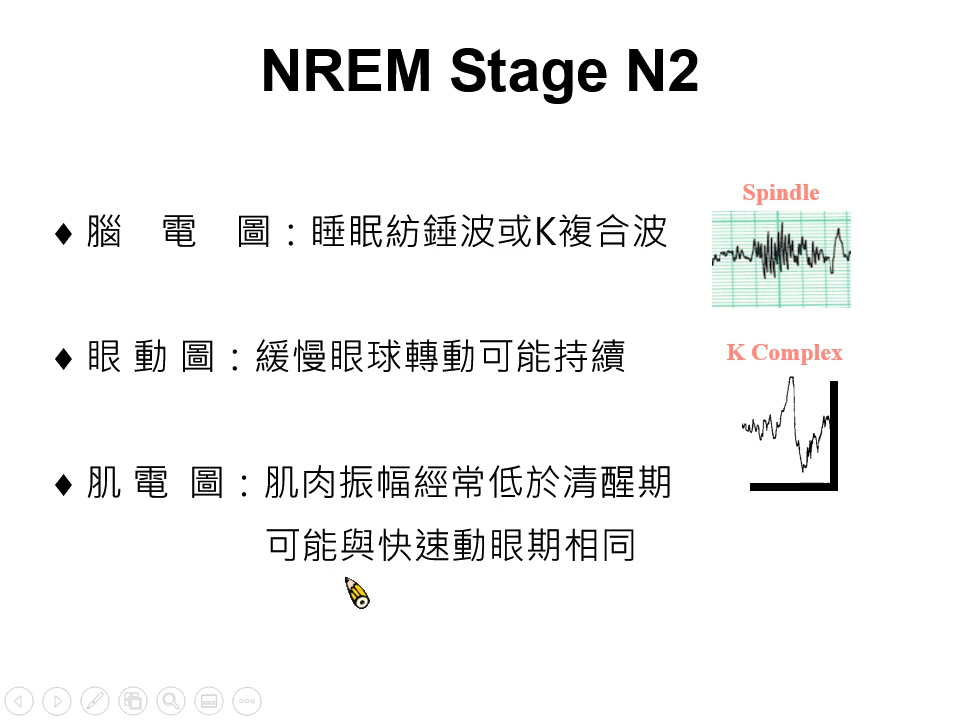 NREM Stage N2
♦ 腦 電 圖：睡眠紡錘波或K複合波
Spindle
♦ 眼 動 圖：緩慢眼球轉動可能持續
K Complex
♦ 肌 電 圖：肌肉振幅經常低於清醒期
可能與快速動眼期相同